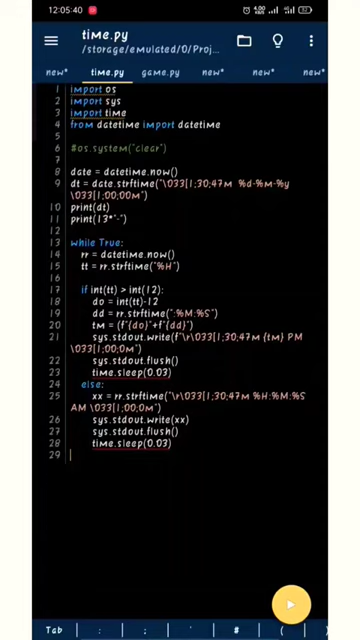 12:05:40
4.00
52
time.py
/storage/emulated/0/Proj...
new* time.py game.py new* new* new*
1 import os
2 import sys
3 import time
4 from datetime import datetime
5
6 #os.system("clear")
7
8 date = datetime.now()
9 dt = date.strftime("\033[1;30;47m %d-%m-%y
\033[1;00;00m")
10 print(dt)
11 print(13*"-")
12
13 while True:
14 rr = datetime.now()
15 tt = rr.strftime("%H")
16
17 if int(tt) > int(12):
18 do = int(tt)-12
19 dd = rr.strftime(":%M:%S")
20 tm = (f"{do}"+f"{dd}")
21 sys.stdout.write(f"\r\033[1;30;47m {tm} PM
\033[1;00;0m")
22 sys.stdout.flush()
23 time.sleep(0.03)
24 else:
25 xx = rr.strftime("\r\033[1;30;47m %H:%M:%S
AM \033[1;00;0m")
26 sys.stdout.write(xx)
27 sys.stdout.flush()
28 time.sleep(0.03)
29
Tab : ; ' # ( )